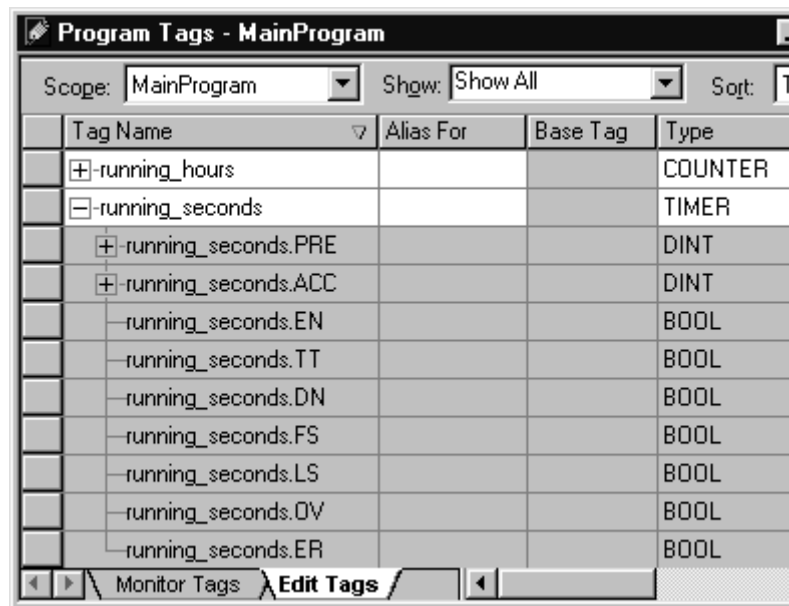 Program Tags - MainProgram
Scope: MainProgram Show: Show All Sort: T
Tag Name Alias For Base Tag Type
running_hours COUNTER
running_seconds TIMER
running_seconds.PRE DINT
running_seconds.ACC DINT
running_seconds.EN BOOL
running_seconds.TT BOOL
running_seconds.DN BOOL
running_seconds.FS BOOL
running_seconds.LS BOOL
running_seconds.OV BOOL
running_seconds.ER BOOL
Monitor Tags Edit Tags